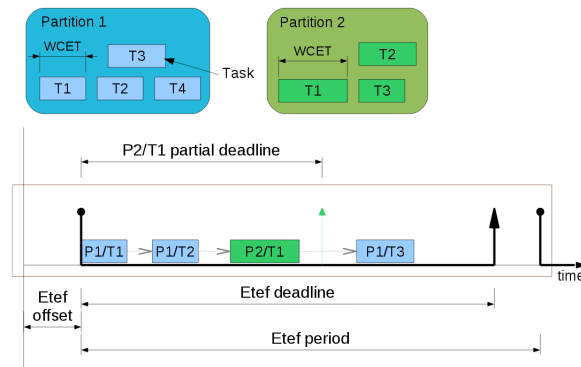 Partition 1
Partition 2
WCET
T3
T1
T2
T4
Task
WCET
T2
T1
T3
P2/T1 partial deadline
P1/T1
P1/T2
P2/T1
P1/T3
time
Etef
offset
Etef deadline
Etef period